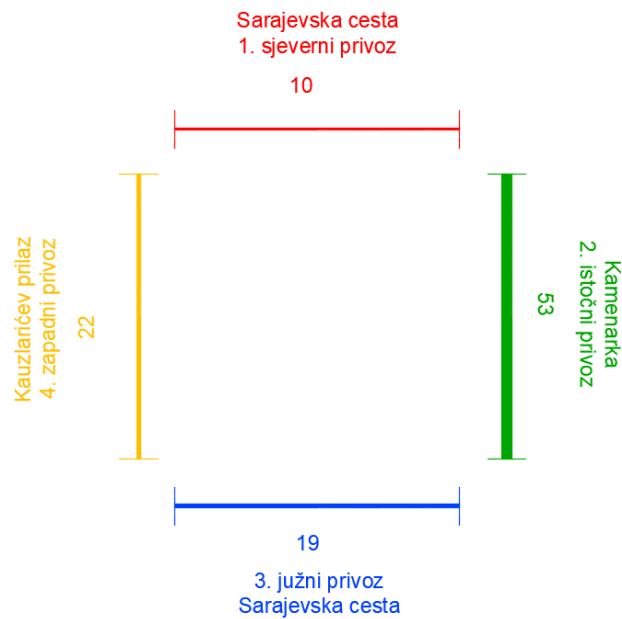 Sarajevska cesta
1. sjeverni privoz
10
Kauzlarićev prilaz
4. zapadni privoz
22
53
Kamenarka
2. istočni privoz
19
3. južni privoz
Sarajevska cesta